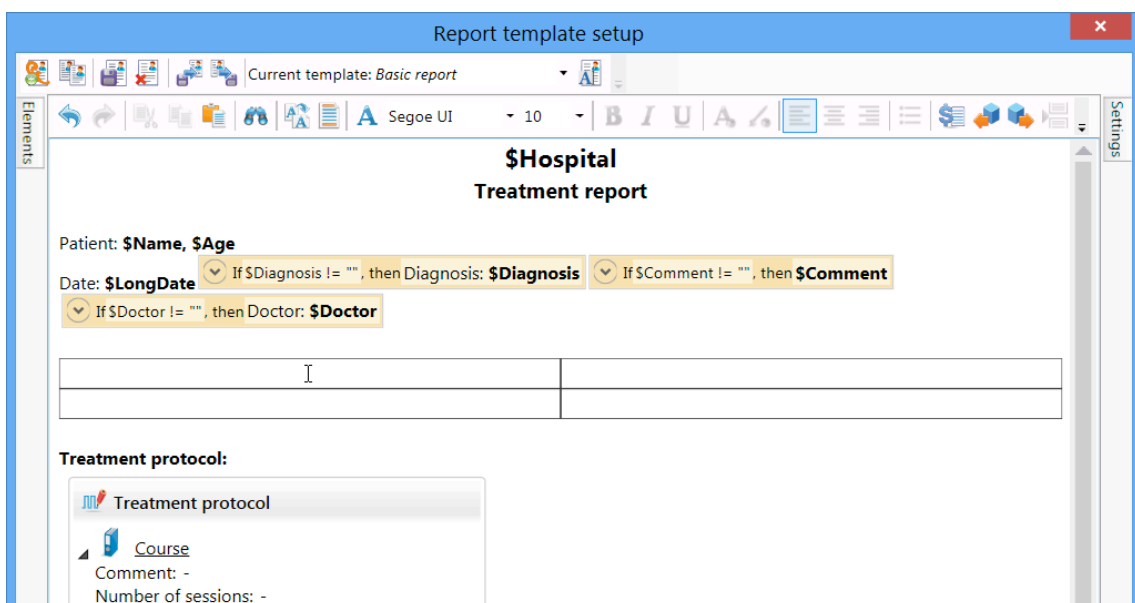 Report template setup
Current template: Basic report
Elements
Segoe UI 10 B I U A
Settings
$Hospital
Treatment report
Patient: $Name, $Age
Date: $LongDate If $Diagnosis != "", then Diagnosis: $Diagnosis If $Comment != "", then $Comment
If $Doctor != "", then Doctor: $Doctor
Treatment protocol:
Treatment protocol
Course
Comment: -
Number of sessions: -